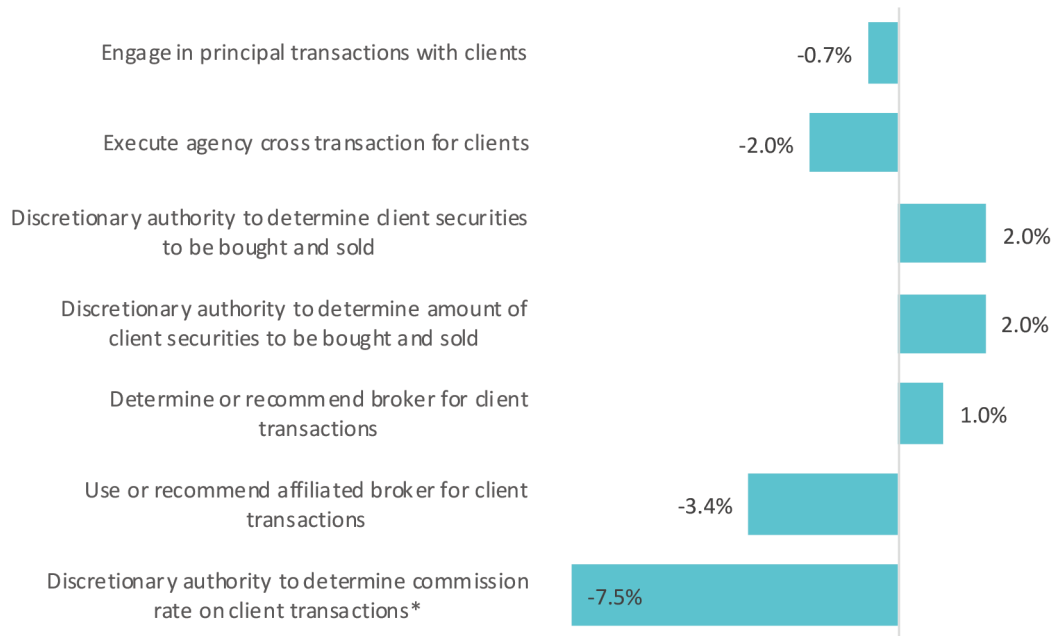 Engage in principal transactions with clients
-0.7%
Execute agency cross transaction for clients
-2.0%
Discretionary authority to determine client securities
to be bought and sold
2.0%
Discretionary authority to determine amount of
client securities to be bought and sold
2.0%
Determine or recommend broker for client
transactions
1.0%
Use or recommend affiliated broker for client
transactions
-3.4%
Discretionary authority to determine commission
rate on client transactions*
-7.5%